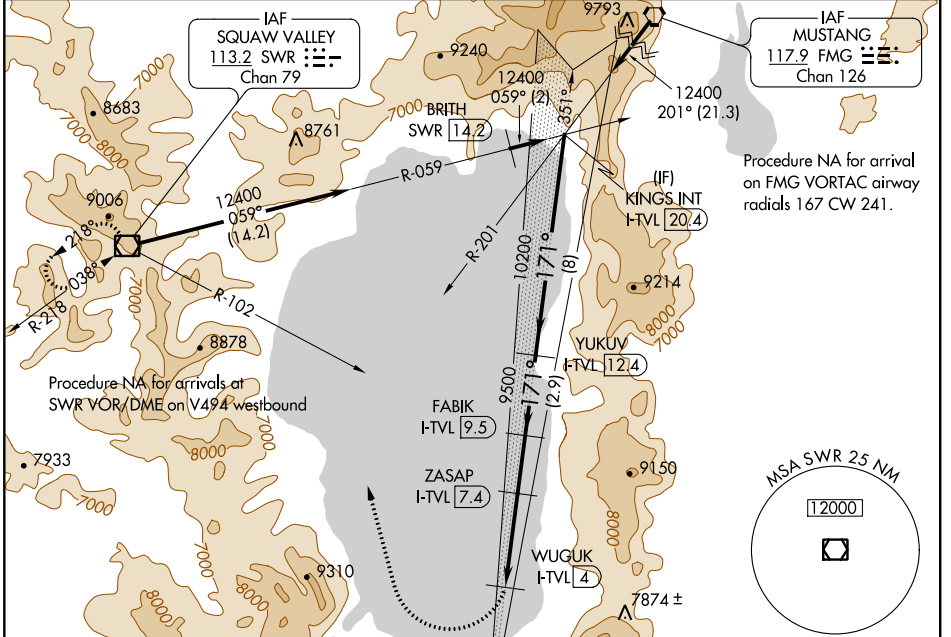 IAF
SQUAW VALLEY
113.2 SWR
Chan 79
IAF
MUSTANG
117.9 FMG
Chan 126
9793
9240
7000
8683
7000
8000
8761
7000
BRITH
SWR 14.2
12400
059° (2)
351°
12400
201° (21.3)
Procedure NA for arrival
on FMG VORTAC airway
radials 167 CW 241.
(IF)
KINGS INT
I-TVL 20.4
R-059
12400
059°
(14.2)
9006
218°
038°
R-218
R-102
R-201
10200
171°
(8)
9214
8000
7000
7000
8878
YUKUV
I-TVL 12.4
Procedure NA for arrivals at
SWR VOR/DME on V494 westbound
9500
171°
(2.9)
FABIK
I-TVL 9.5
7933
7000
8000
ZASAP
I-TVL 7.4
9150
8000
MSA SWR 25 NM
12000
WUGUK
I-TVL 4
7000
8000
9310
7000
7874 ±